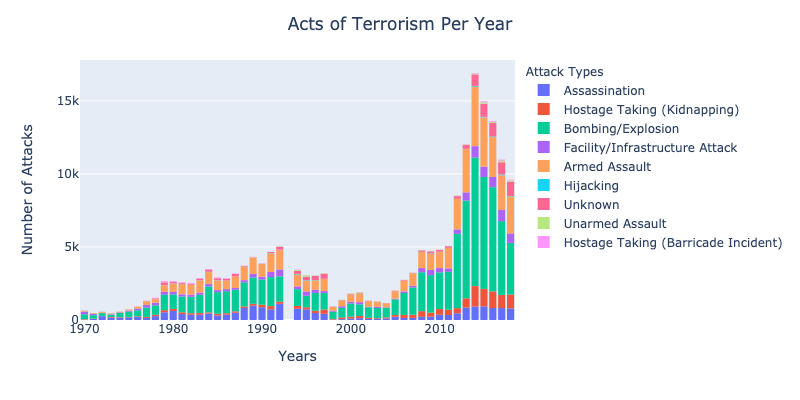 Acts of Terrorism Per Year
Attack Types
Assassination
Hostage Taking (Kidnapping)
Bombing/Explosion
Facility/Infrastructure Attack
Armed Assault
Hijacking
Unknown
Unarmed Assault
Hostage Taking (Barricade Incident)
Number of Attacks
15k
10k
5k
0
1970 1980 1990 2000 2010
Years